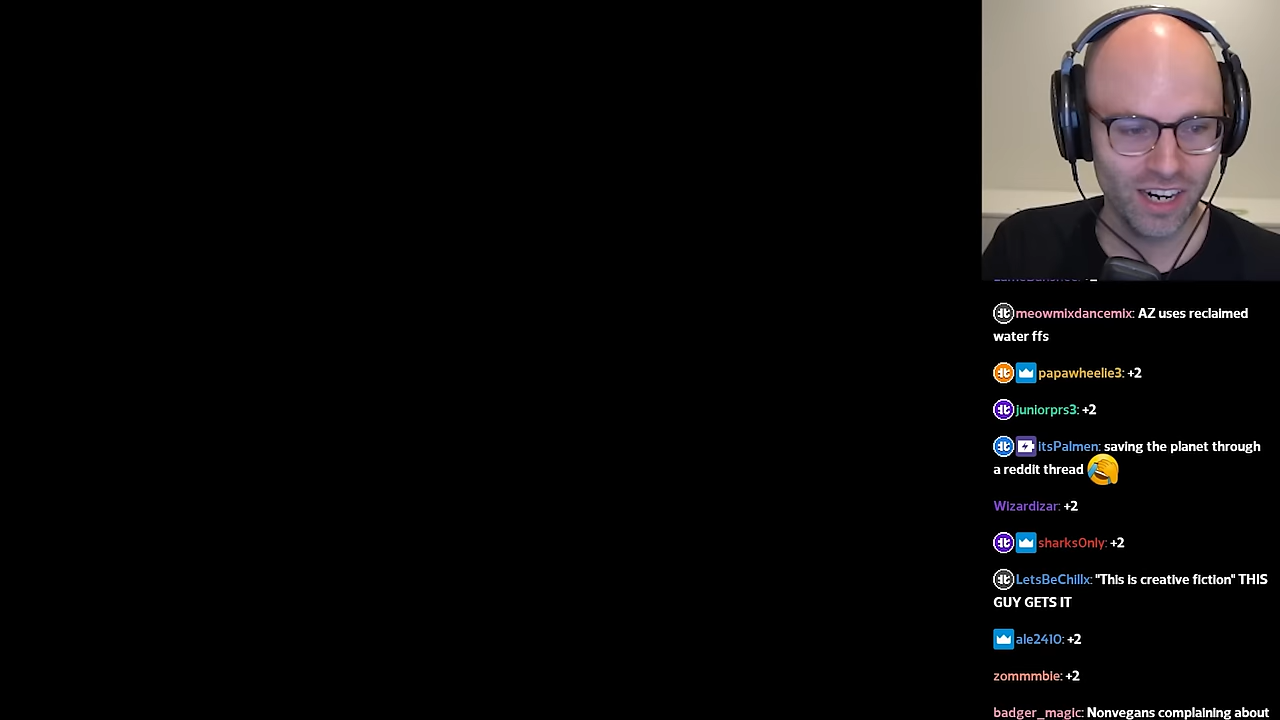 meowmixdancemix: AZ uses reclaimed
water ffs
papawheelie3: +2
juniorprs3: +2
itsPalmen: saving the planet through
a reddit thread
Wizardizar: +2
sharksOnly: +2
LetsBeChillx: "This is creative fiction" THIS
GUY GETS IT
ale2410: +2
zommmbie: +2
badger_magic: Nonvegans complaining about